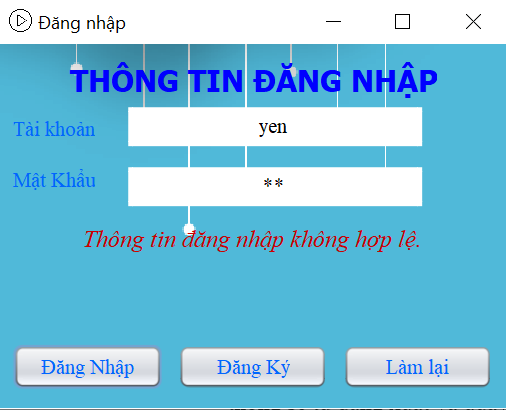 Đăng nhập
THÔNG TIN ĐĂNG NHẬP
Tài khoản
yen
Mật Khẩu
**
Thông tin đăng nhập không hợp lệ.
Đăng Nhập
Đăng Ký
Làm lại